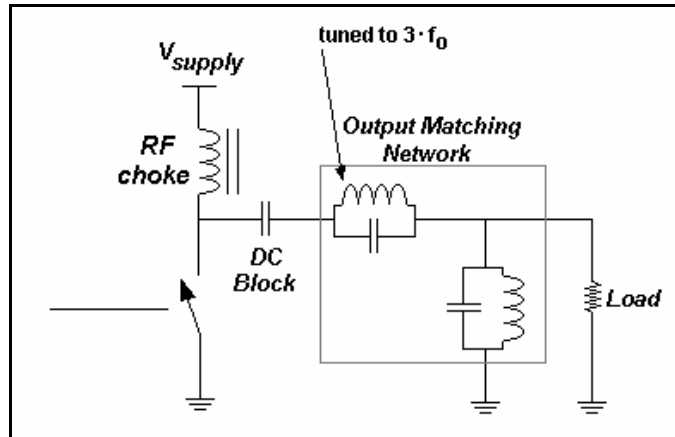 tuned to 3·f0
Vsupply
Output Matching
Network
RF
choke
DC
Block
Load